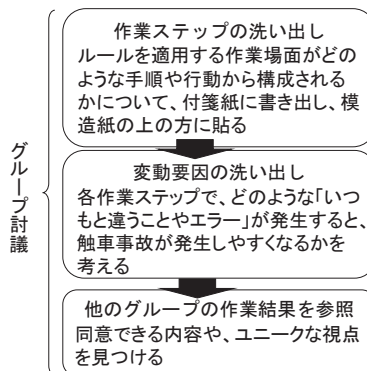 グループ討議
作業ステップの洗い出し
ルールを適用する作業場面がどの
ような手順や行動から構成される
かについて、付箋紙に書き出し、模
造紙の上の方に貼る
変動要因の洗い出し
各作業ステップで、どのような「いつ
もと違うことやエラー」が発生すると、
触車事故が発生しやすくなるかを
考える
他のグループの作業結果を参照
同意できる内容や、ユニークな視点
を見つける